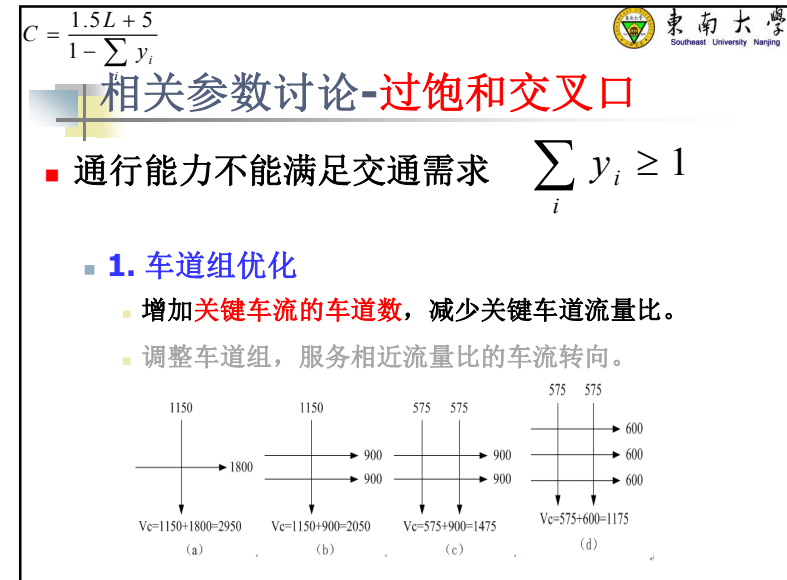 C = (1.5L + 5) / (1 − ∑_i y_i)
東南大學
Southeast University Nanjing
相关参数讨论-过饱和交叉口
通行能力不能满足交通需求 ∑_i y_i ≥ 1
1. 车道组优化
增加关键车流的车道数，减少关键车道流量比。
调整车道组，服务相近流量比的车流转向。
1150
1800
Vc=1150+1800=2950
(a)
1150
900
900
Vc=1150+900=2050
(b)
575 575
900
900
Vc=575+900=1475
(c)
575 575
600
600
600
Vc=575+600=1175
(d)